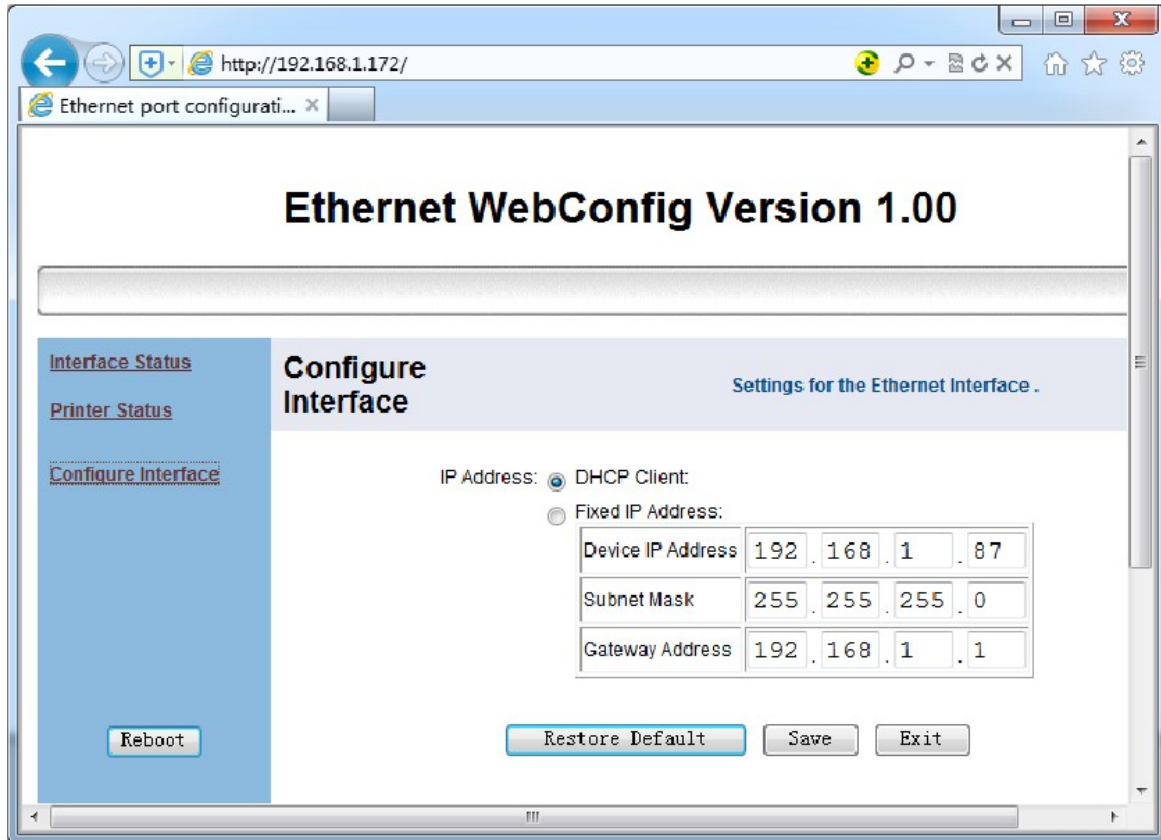 http://192.168.1.172/
Ethernet port configurati...
Ethernet WebConfig Version 1.00
Interface Status
Printer Status
Configure Interface
Reboot
Configure
Interface
Settings for the Ethernet Interface .
IP Address: DHCP Client:
Fixed IP Address:
Device IP Address 192 . 168 . 1 . 87
Subnet Mask 255 . 255 . 255 . 0
Gateway Address 192 . 168 . 1 . 1
Restore Default Save Exit